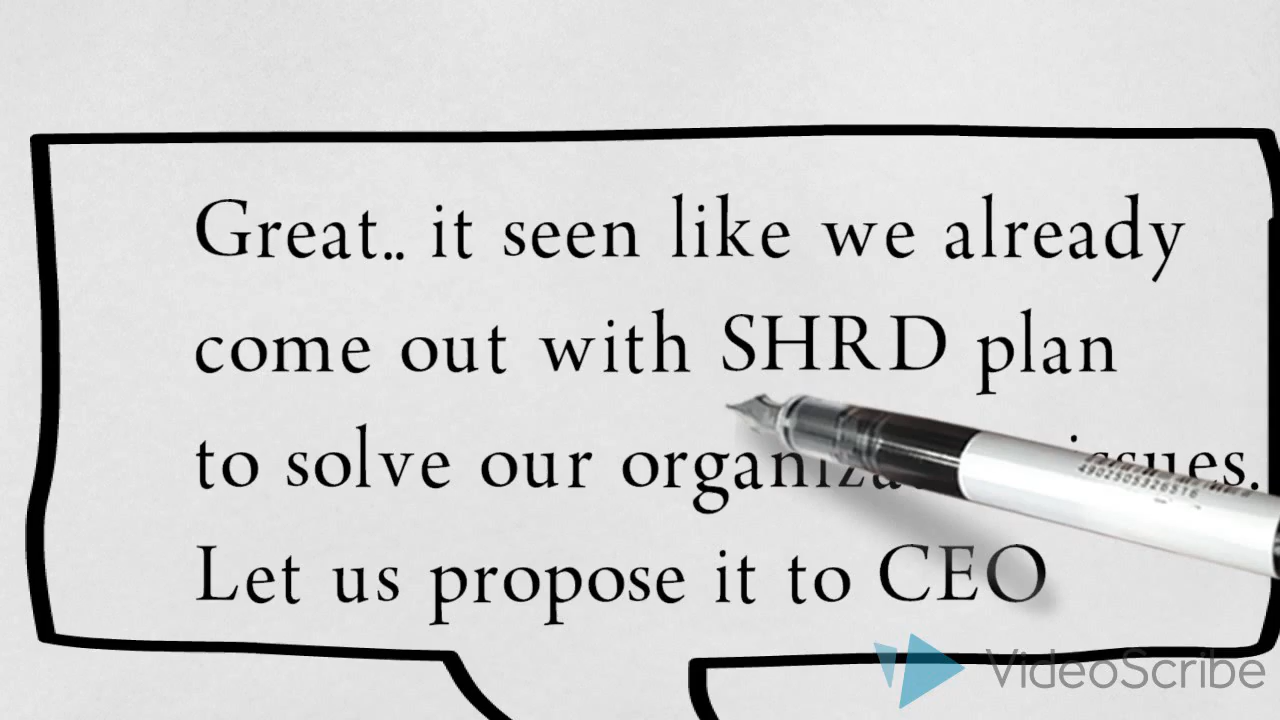 Great.. it seen like we already
come out with SHRD plan
to solve our issues.
Let us propose it to CEO
4902505326516
VideoScribe